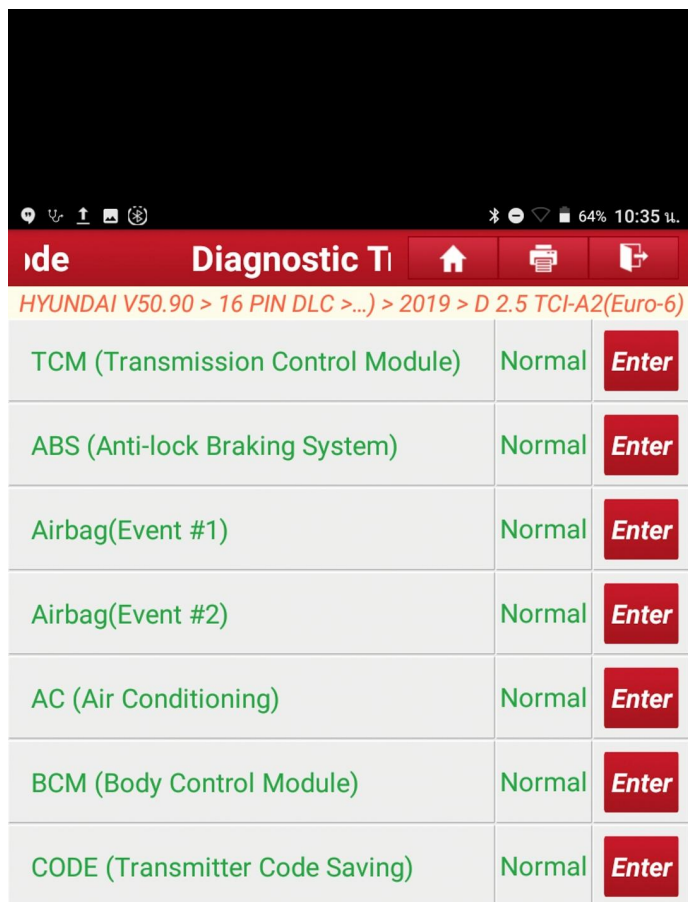 64% 10:35 น.
ode Diagnostic Tr
HYUNDAI V50.90 > 16 PIN DLC >...) > 2019 > D 2.5 TCI-A2(Euro-6)
TCM (Transmission Control Module) Normal Enter
ABS (Anti-lock Braking System) Normal Enter
Airbag(Event #1) Normal Enter
Airbag(Event #2) Normal Enter
AC (Air Conditioning) Normal Enter
BCM (Body Control Module) Normal Enter
CODE (Transmitter Code Saving) Normal Enter